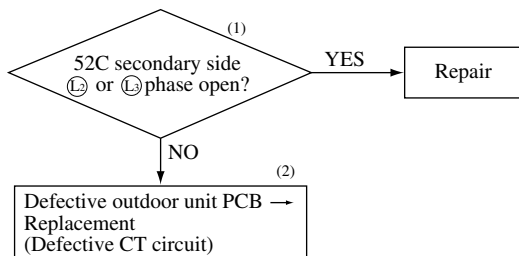 (1)
52C secondary side
L2 or L3 phase open?
YES
Repair
NO
(2)
Defective outdoor unit PCB →
Replacement
(Defective CT circuit)